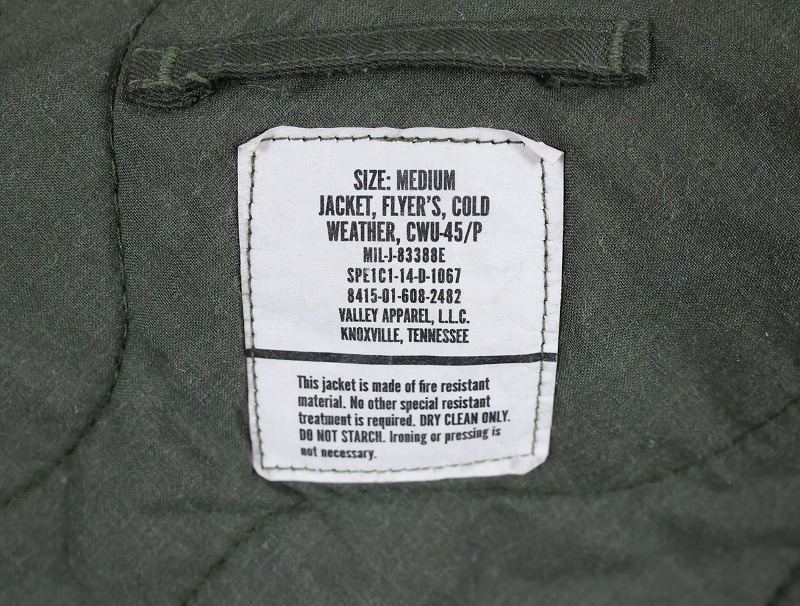 SIZE: MEDIUM
JACKET, FLYER'S, COLD
WEATHER, CWU-45/P
MIL-J-83388E
SPE1C1-14-D-1067
8415-01-608-2482
VALLEY APPAREL, L.L.C.
KNOXVILLE, TENNESSEE
This jacket is made of fire resistant
material. No other special resistant
treatment is required. DRY CLEAN ONLY.
DO NOT STARCH. Ironing or pressing is
not necessary.